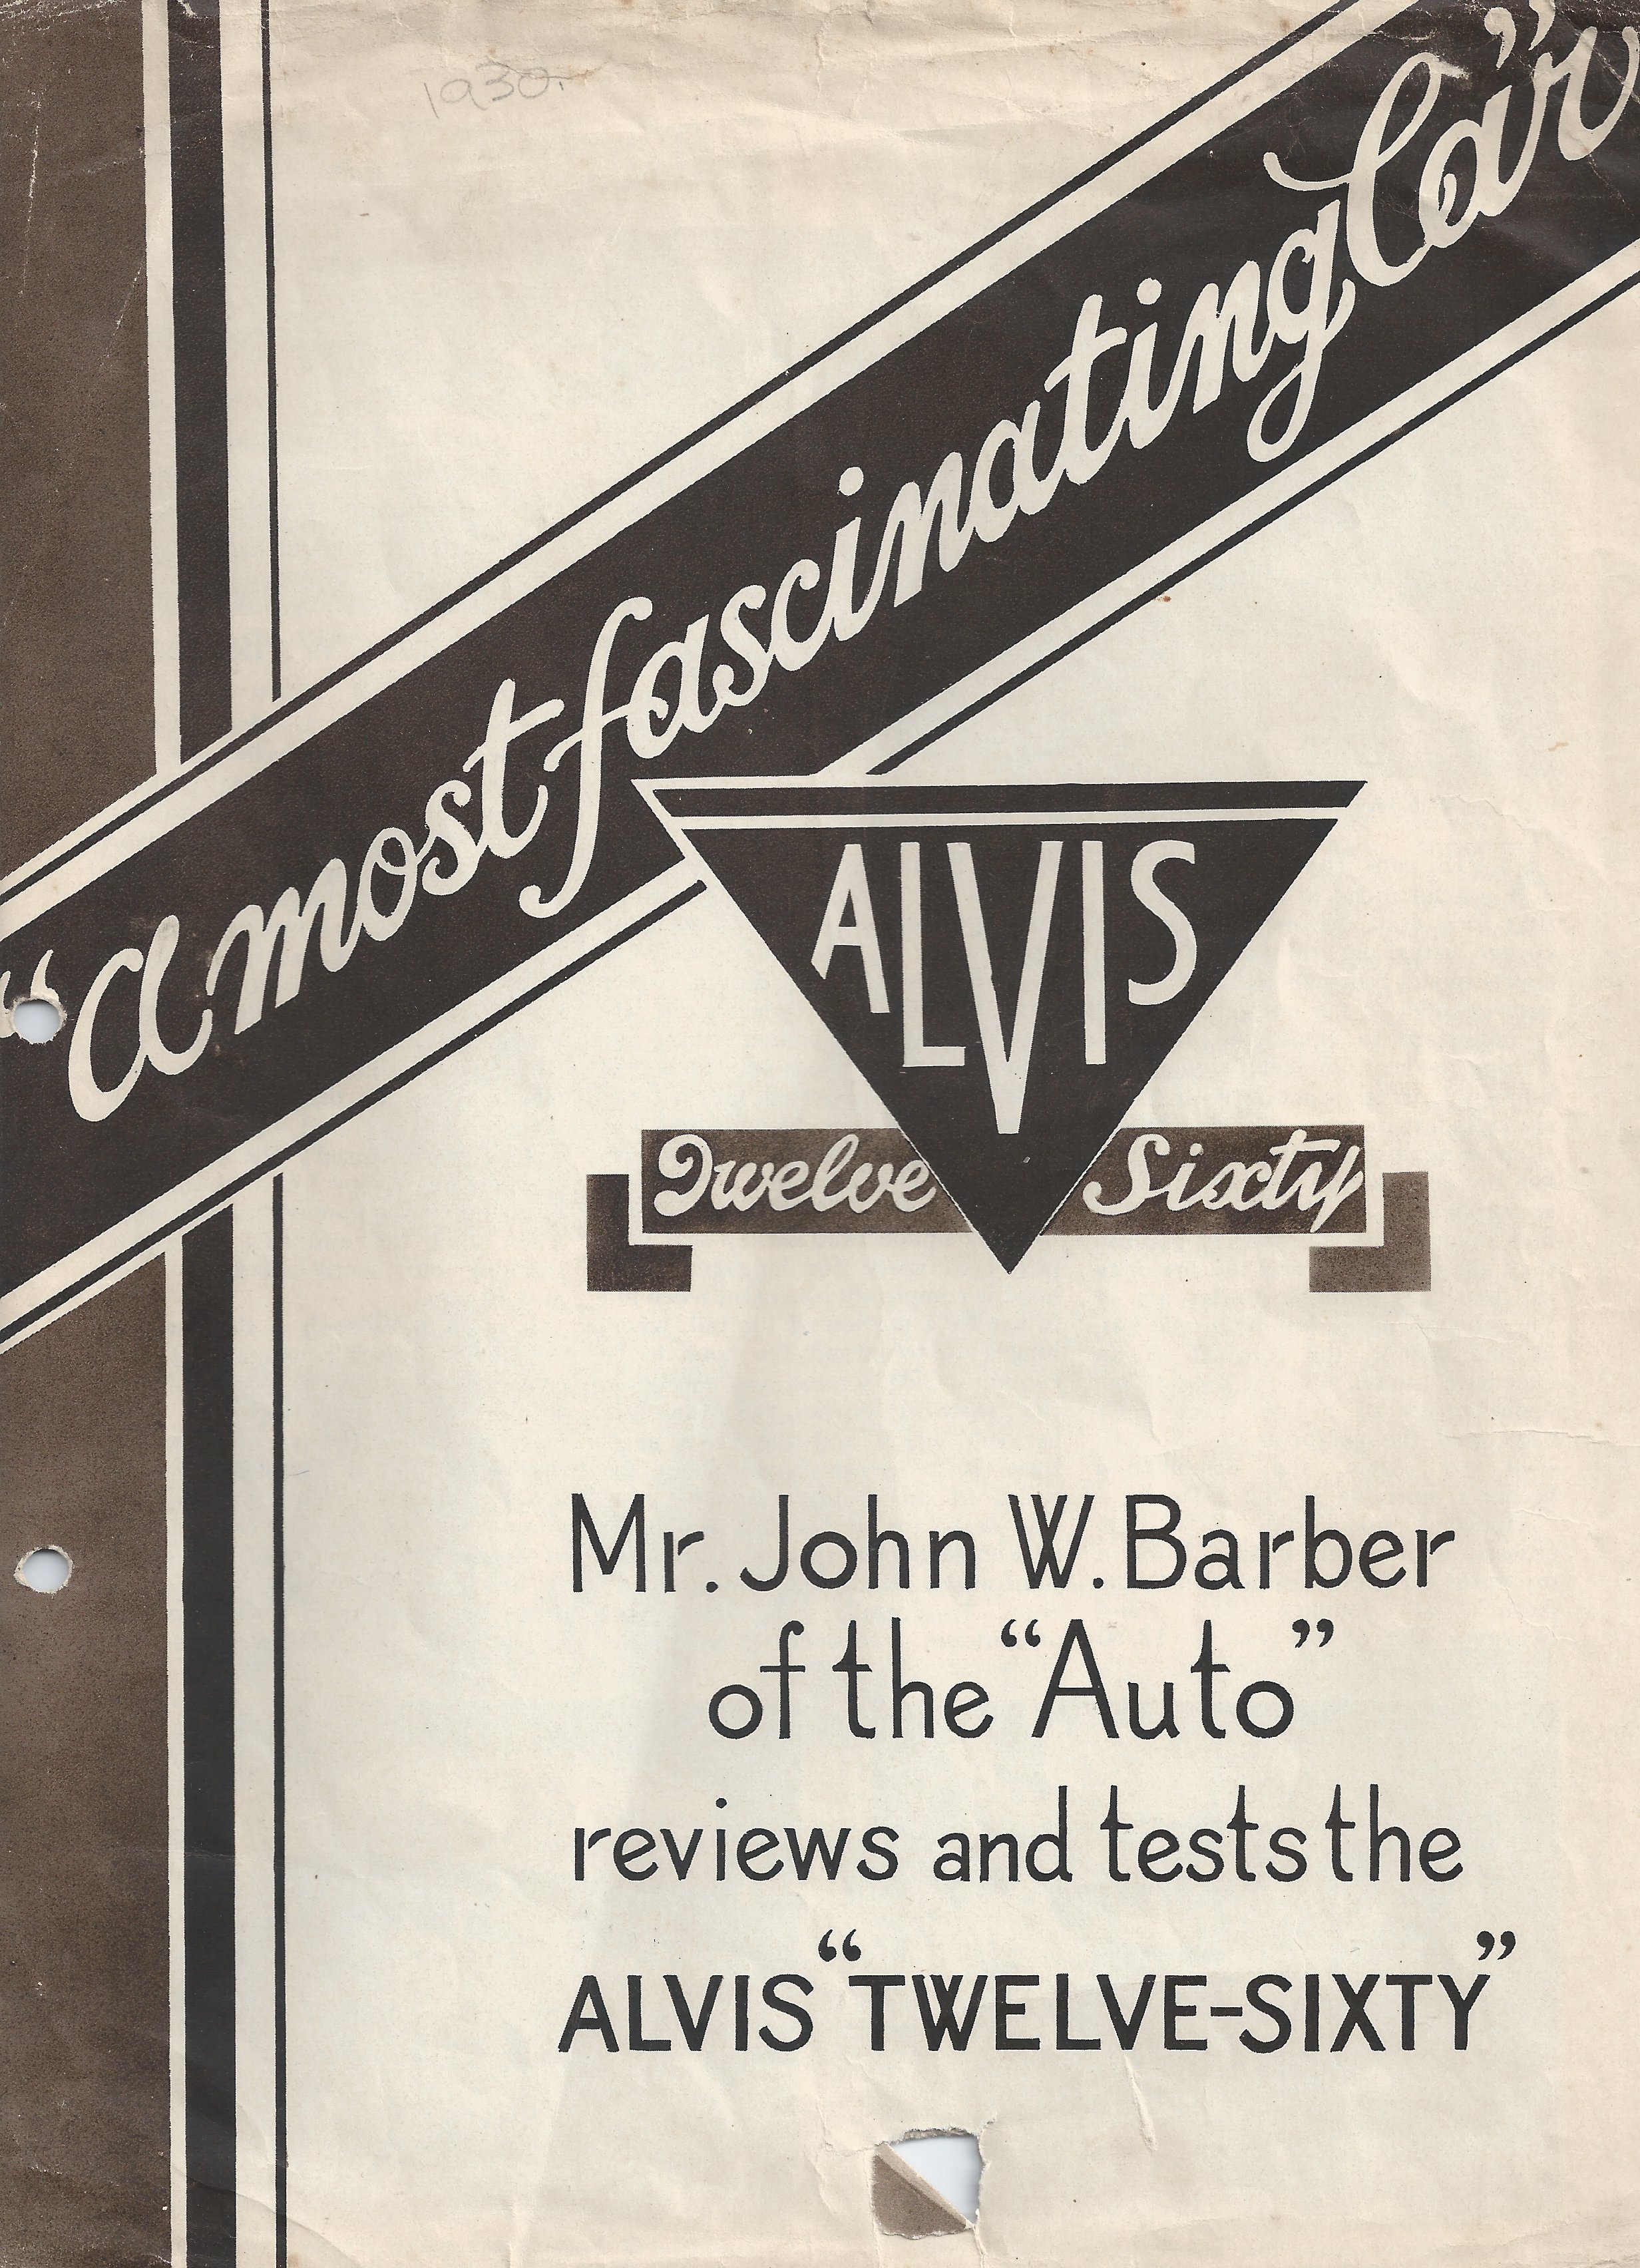 1930.
“a most fascinating Car”
ALVIS
Twelve Sixty
Mr. John W. Barber
of the “Auto”
reviews and tests the
ALVIS “TWELVE-SIXTY”